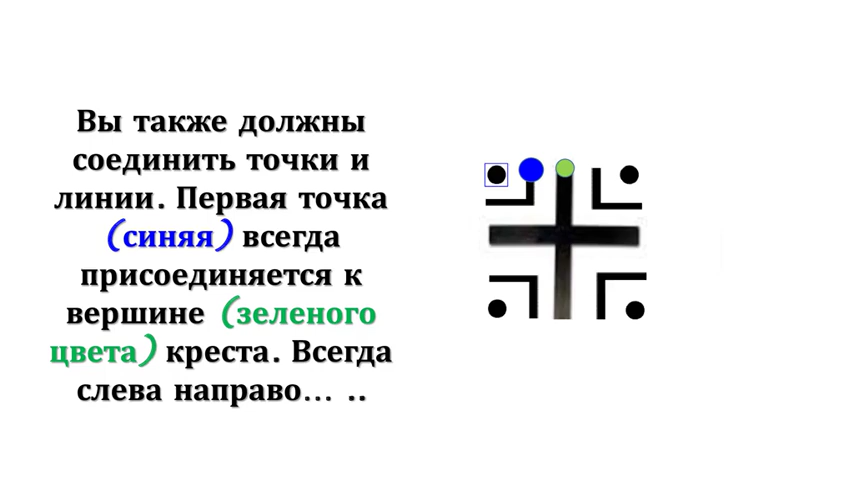 Вы также должны
соединить точки и
линии. Первая точка
(синяя) всегда
присоединяется к
вершине (зеленого
цвета) креста. Всегда
слева направо... ..